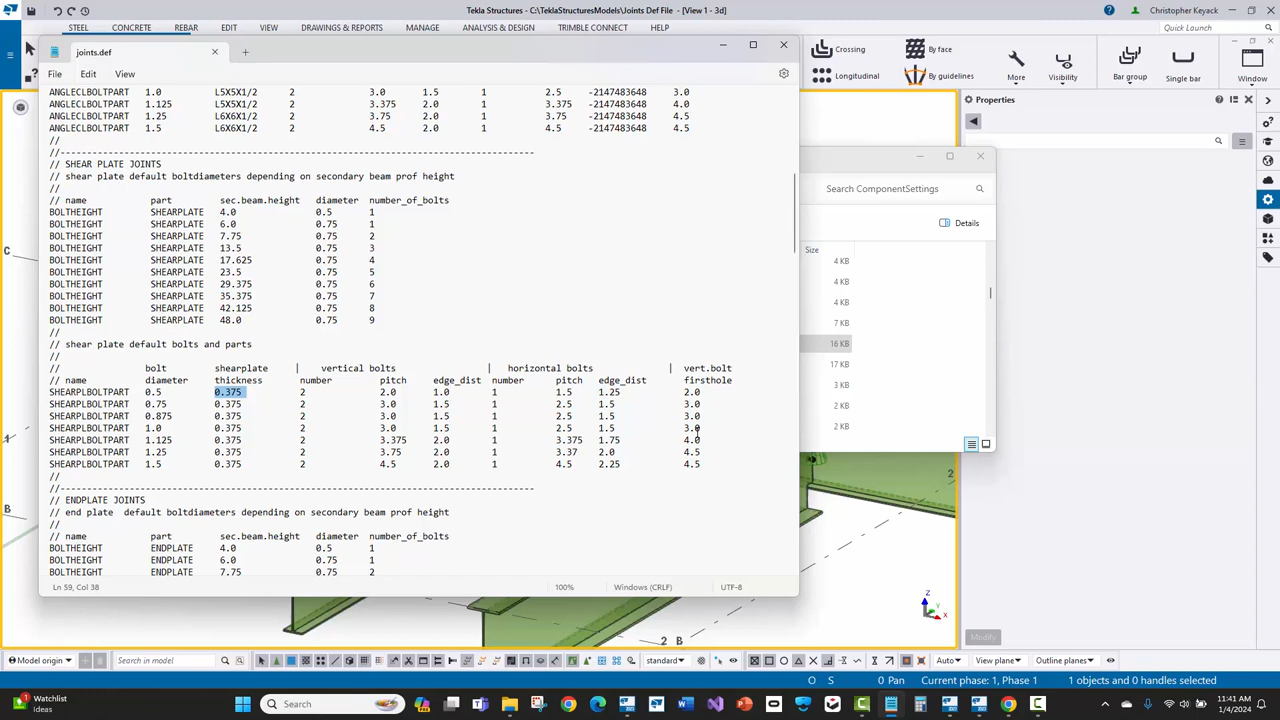 Tekla Structures - C:\TeklaStructuresModels\Joints Def File - [View 1 - 3d]
Christopher Keyack
STEEL CONCRETE REBAR EDIT VIEW DRAWINGS & REPORTS MANAGE ANALYSIS & DESIGN TRIMBLE CONNECT
Quick Launch
joints.def
File Edit View
Crossing
Longitudinal
By face
By guidelines
More
Visibility
Bar group
Single bar
Window
Properties
ANGLECLBOLTPART 1.0 L5X5X1/2 2 3.0 1.5 1 2.5 -2147483648 3.0
ANGLECLBOLTPART 1.125 L5X5X1/2 2 3.375 2.0 1 3.375 -2147483648 4.0
ANGLECLBOLTPART 1.25 L6X6X1/2 2 3.75 2.0 1 3.75 -2147483648 4.5
ANGLECLBOLTPART 1.5 L6X6X1/2 2 4.5 2.0 1 4.5 -2147483648 4.5
//
//------------------------------------------------------------------------------------------
// SHEAR PLATE JOINTS
// shear plate default boltdiameters depending on secondary beam prof height
//
// name part sec.beam.height diameter number_of_bolts
BOLTHEIGHT SHEARPLATE 4.0 0.5 1
BOLTHEIGHT SHEARPLATE 6.0 0.75 1
BOLTHEIGHT SHEARPLATE 7.75 0.75 2
BOLTHEIGHT SHEARPLATE 13.5 0.75 3
BOLTHEIGHT SHEARPLATE 17.625 0.75 4
BOLTHEIGHT SHEARPLATE 23.5 0.75 5
BOLTHEIGHT SHEARPLATE 29.375 0.75 6
BOLTHEIGHT SHEARPLATE 35.375 0.75 7
BOLTHEIGHT SHEARPLATE 42.125 0.75 8
BOLTHEIGHT SHEARPLATE 48.0 0.75 9
//
// shear plate default bolts and parts
//
// bolt shearplate | vertical bolts | horizontal bolts | vert.bolt
// name diameter thickness number pitch edge_dist number pitch edge_dist firsthole
SHEARPLBOLTPART 0.5 0.375 2 2.0 1.0 1 1.5 1.25 2.0
SHEARPLBOLTPART 0.75 0.375 2 3.0 1.5 1 2.5 1.5 3.0
SHEARPLBOLTPART 0.875 0.375 2 3.0 1.5 1 2.5 1.5 3.0
SHEARPLBOLTPART 1.0 0.375 2 3.0 1.5 1 2.5 1.5 3.0
SHEARPLBOLTPART 1.125 0.375 2 3.375 2.0 1 3.375 1.75 4.0
SHEARPLBOLTPART 1.25 0.375 2 3.75 2.0 1 3.37 2.0 4.5
SHEARPLBOLTPART 1.5 0.375 2 4.5 2.0 1 4.5 2.25 4.5
//
//------------------------------------------------------------------------------------------
// ENDPLATE JOINTS
// end plate default boltdiameters depending on secondary beam prof height
//
// name part sec.beam.height diameter number_of_bolts
BOLTHEIGHT ENDPLATE 4.0 0.5 1
BOLTHEIGHT ENDPLATE 6.0 0.75 1
BOLTHEIGHT ENDPLATE 7.75 0.75 2
Ln 59, Col 38
100%
Windows (CRLF)
UTF-8
Search ComponentSettings
Details
Size
4 KB
4 KB
4 KB
7 KB
16 KB
2 KB
3 KB
2 KB
2 KB
C
B
1
2
2 B
Z
Y
X
Modify
Model origin
Search in model
standard
Auto
View plane
Outline planes
O S 0 Pan Current phase: 1, Phase 1 1 objects and 0 handles selected
Watchlist
Ideas
Search
11:41 AM
1/4/2024